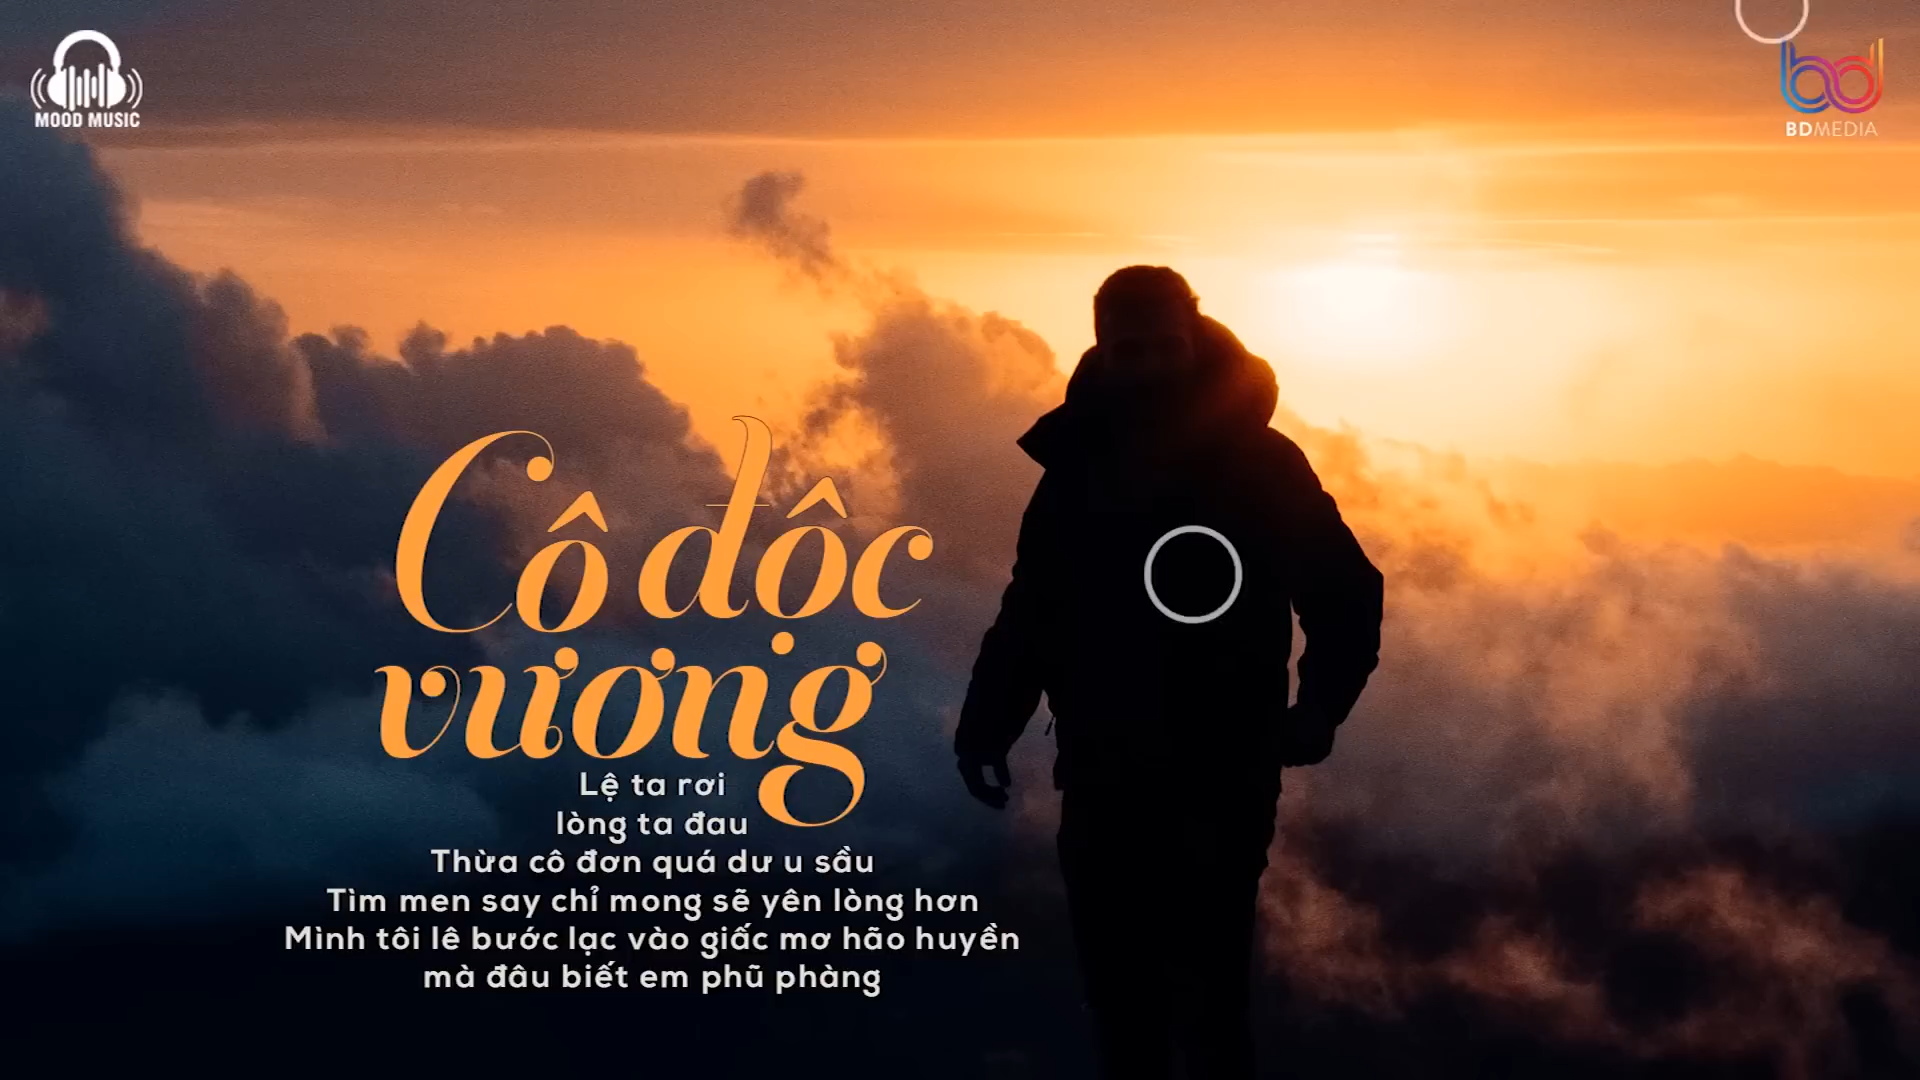 MOOD MUSIC
BDMEDIA
Cô độc
vương
Lệ ta rơi
lòng ta đau
Thừa cô đơn quá dư u sầu
Tìm men say chỉ mong sẽ yên lòng hơn
Mình tôi lê bước lạc vào giấc mơ hão huyền
mà đâu biết em phũ phàng